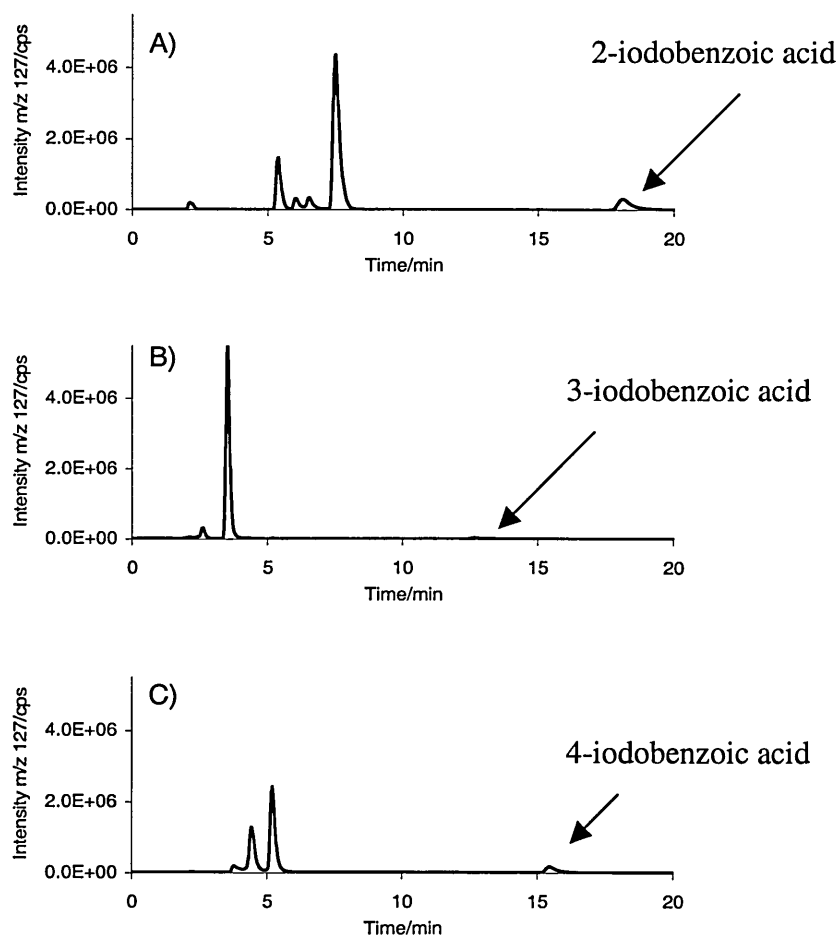 A)
2-iodobenzoic acid
Intensity m/z 127/cps
4.0E+06
2.0E+06
0.0E+00
0 5 10 15 20
Time/min
B)
3-iodobenzoic acid
Intensity m/z 127/cps
4.0E+06
2.0E+06
0.0E+00
0 5 10 15 20
Time/min
C)
4-iodobenzoic acid
Intensity m/z 127/cps
4.0E+06
2.0E+06
0.0E+00
0 5 10 15 20
Time/min